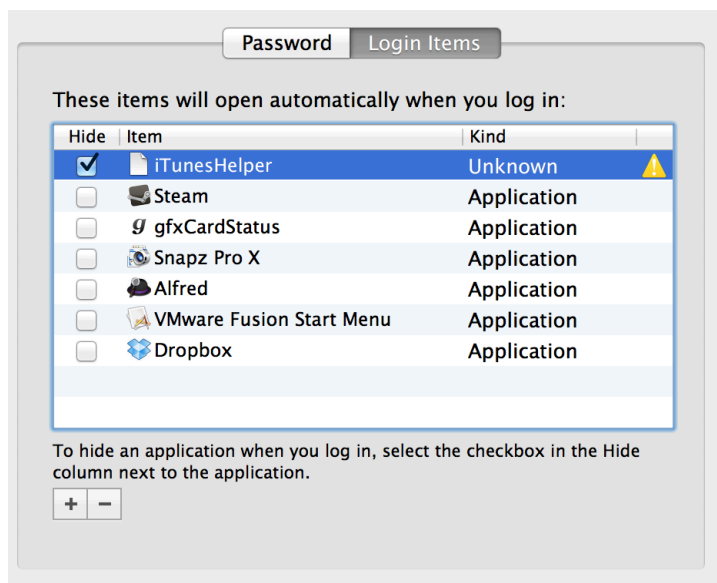 Password Login Items
These items will open automatically when you log in:
Hide Item Kind
iTunesHelper Unknown
Steam Application
gfxCardStatus Application
Snapz Pro X Application
Alfred Application
VMware Fusion Start Menu Application
Dropbox Application
To hide an application when you log in, select the checkbox in the Hide
column next to the application.
+ −